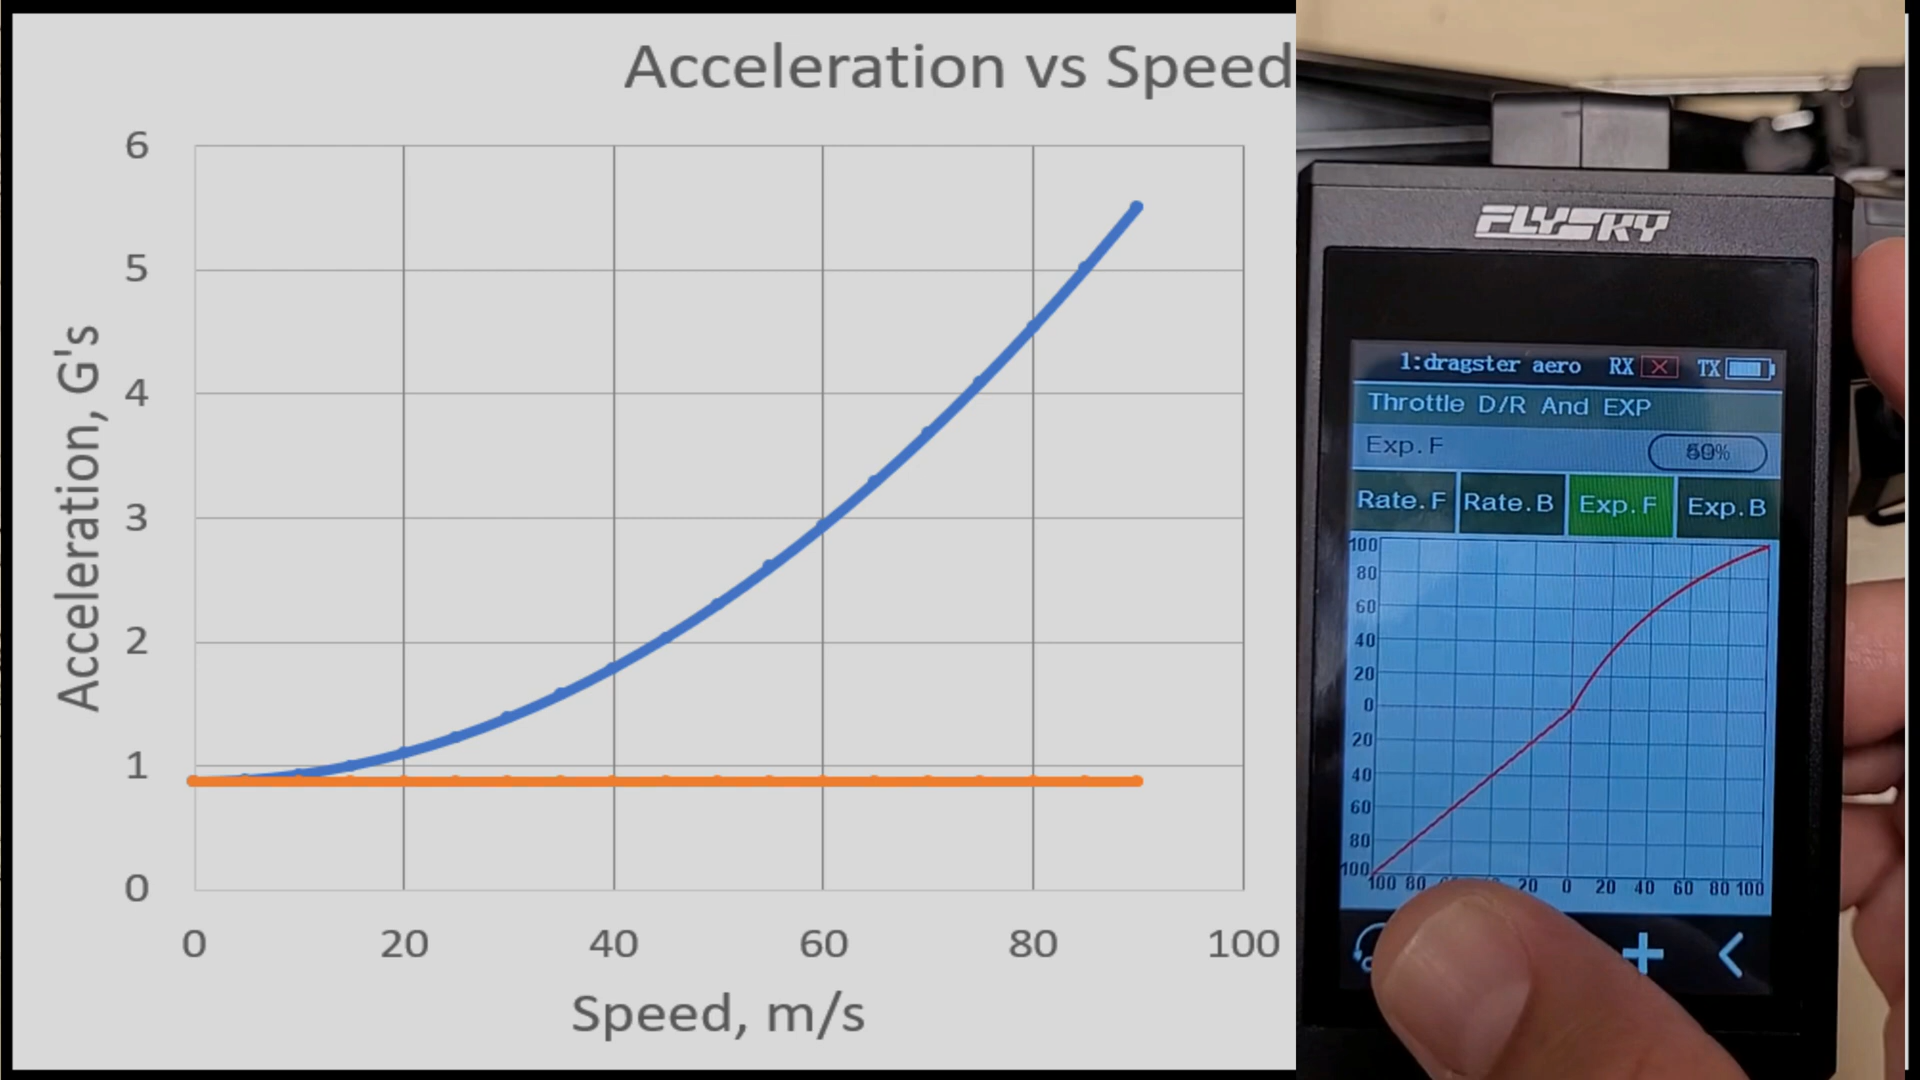 Acceleration vs Speed
Acceleration, G's
6
5
4
3
2
1
0
0 20 40 60 80 100
Speed, m/s
FLYSKY
1:dragster aero RX TX
Throttle D/R And EXP
Exp.F
Rate.F Rate.B Exp.F Exp.B
100
80
60
40
20
0
20
40
60
80
100
100 80 20 0 20 40 60 80 100